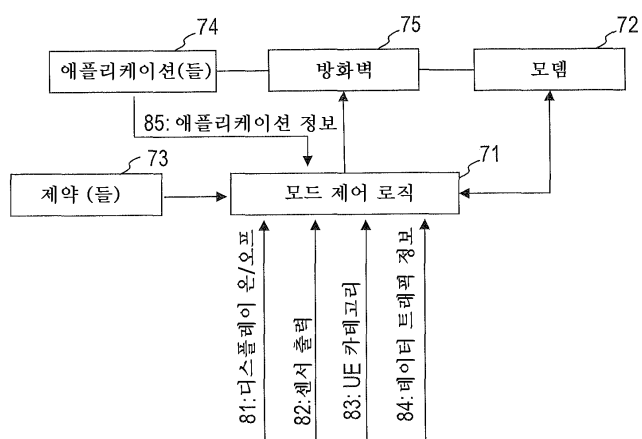 74
75
72
애플리케이션(들)
방화벽
모뎀
85: 애플리케이션 정보
73
71
제약 (들)
모드 제어 로직
81: 디스플레이 온/오프
82: 센서 출력
83: UE 카테고리
84: 데이터 트래픽 정보